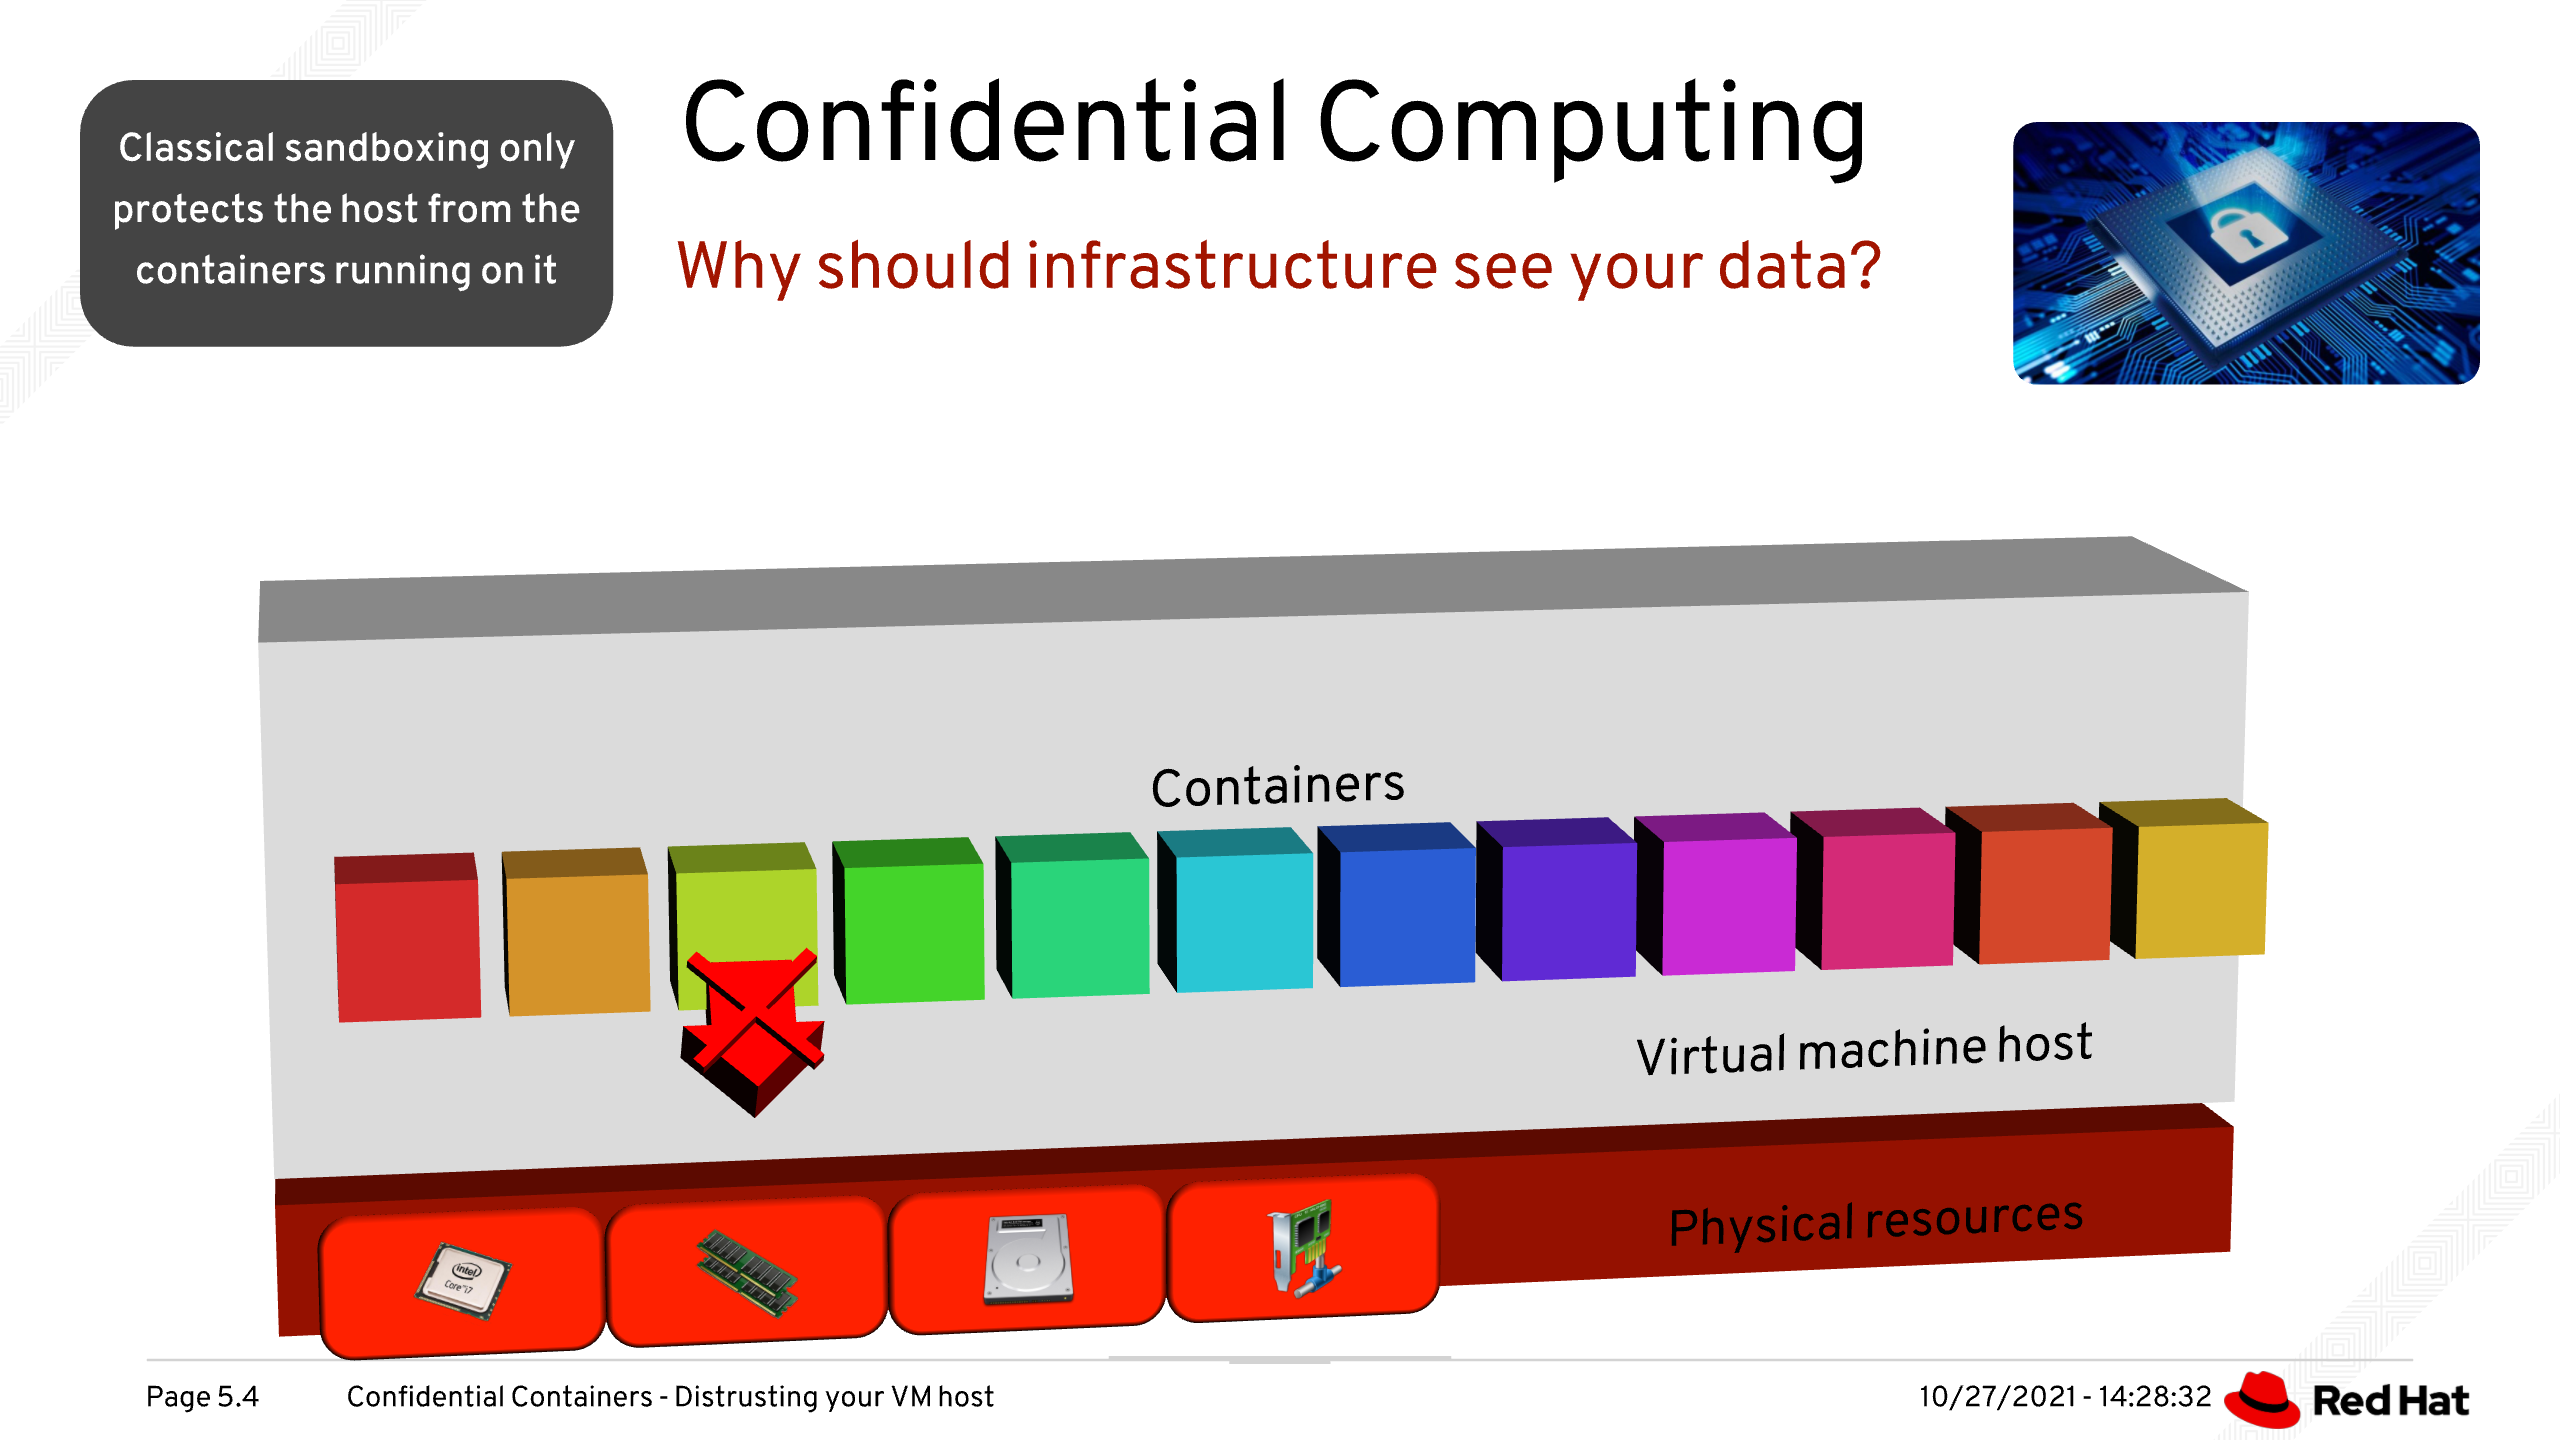 Classical sandboxing only
protects the host from the
containers running on it
Confidential Computing
Why should infrastructure see your data?
Containers
Virtual machine host
Physical resources
intel
Core i7
Page 5.4
Confidential Containers - Distrusting your VM host
10/27/2021 - 14:28:32
Red Hat